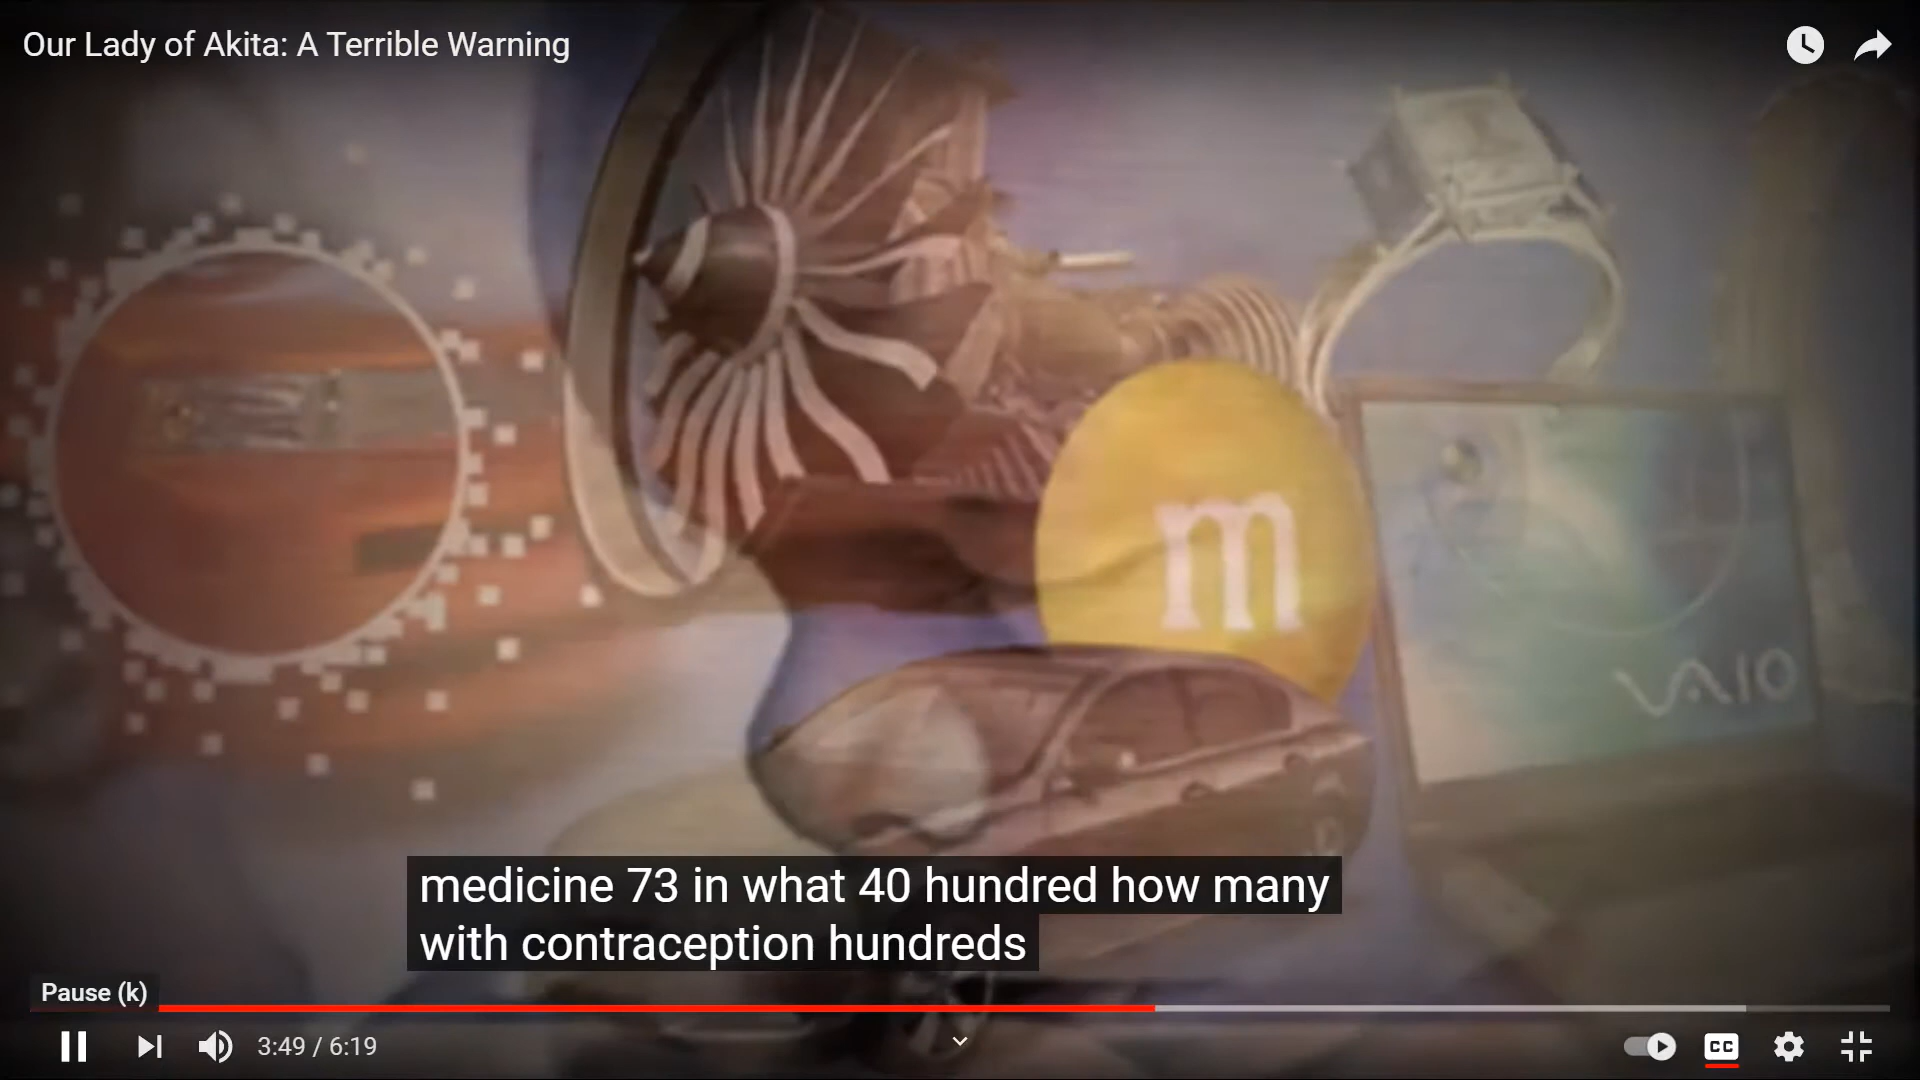 Our Lady of Akita: A Terrible Warning
m
VAIO
medicine 73 in what 40 hundred how many
with contraception hundreds
Pause (k)
3:49 / 6:19
CC